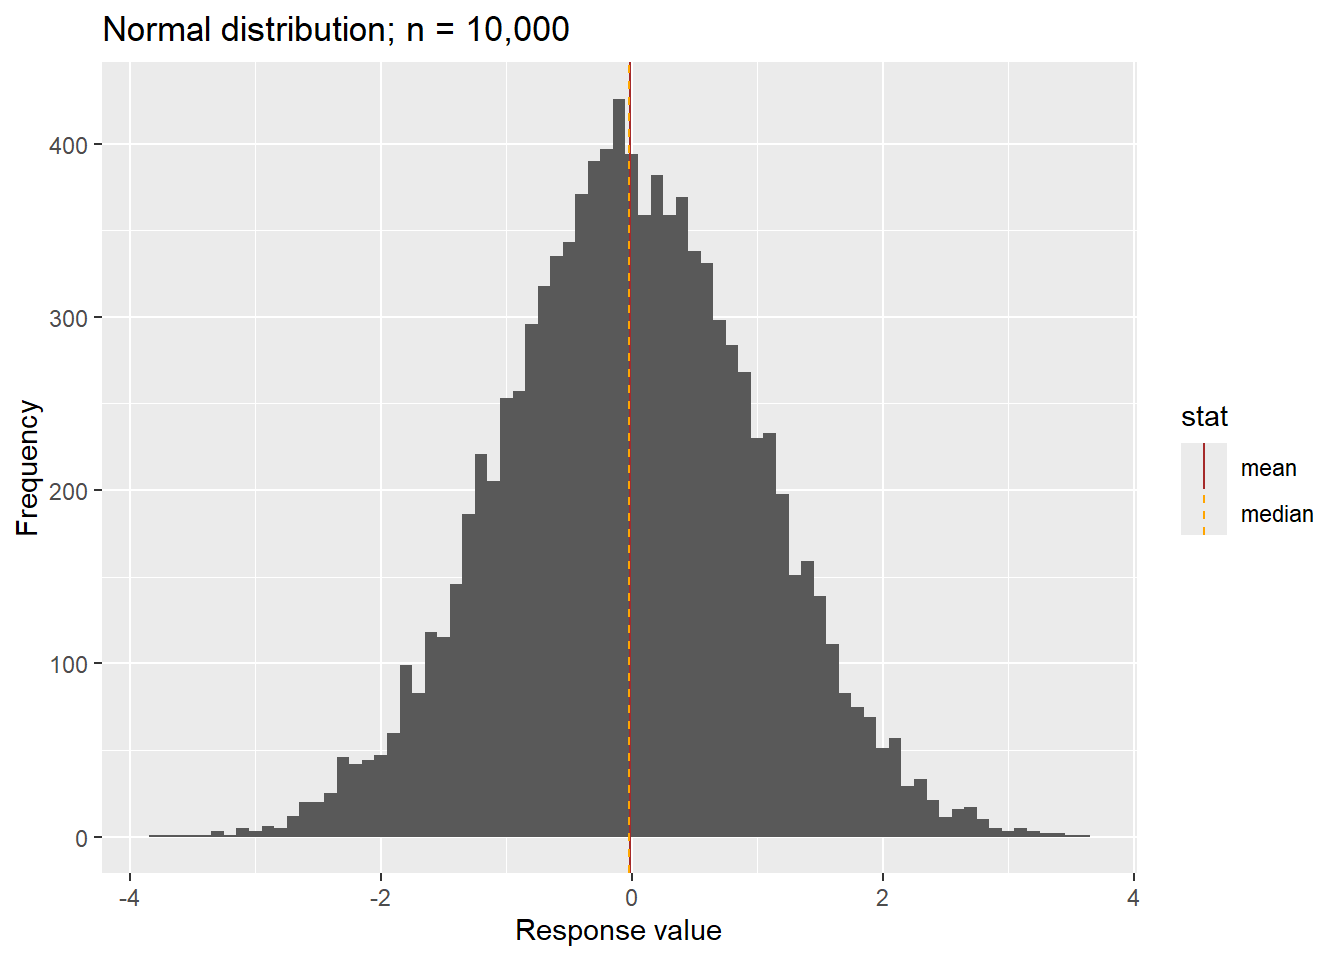 Normal distribution; n = 10,000
Frequency
400
300
200
100
0
-4
-2
0
2
4
Response value
stat
mean
median